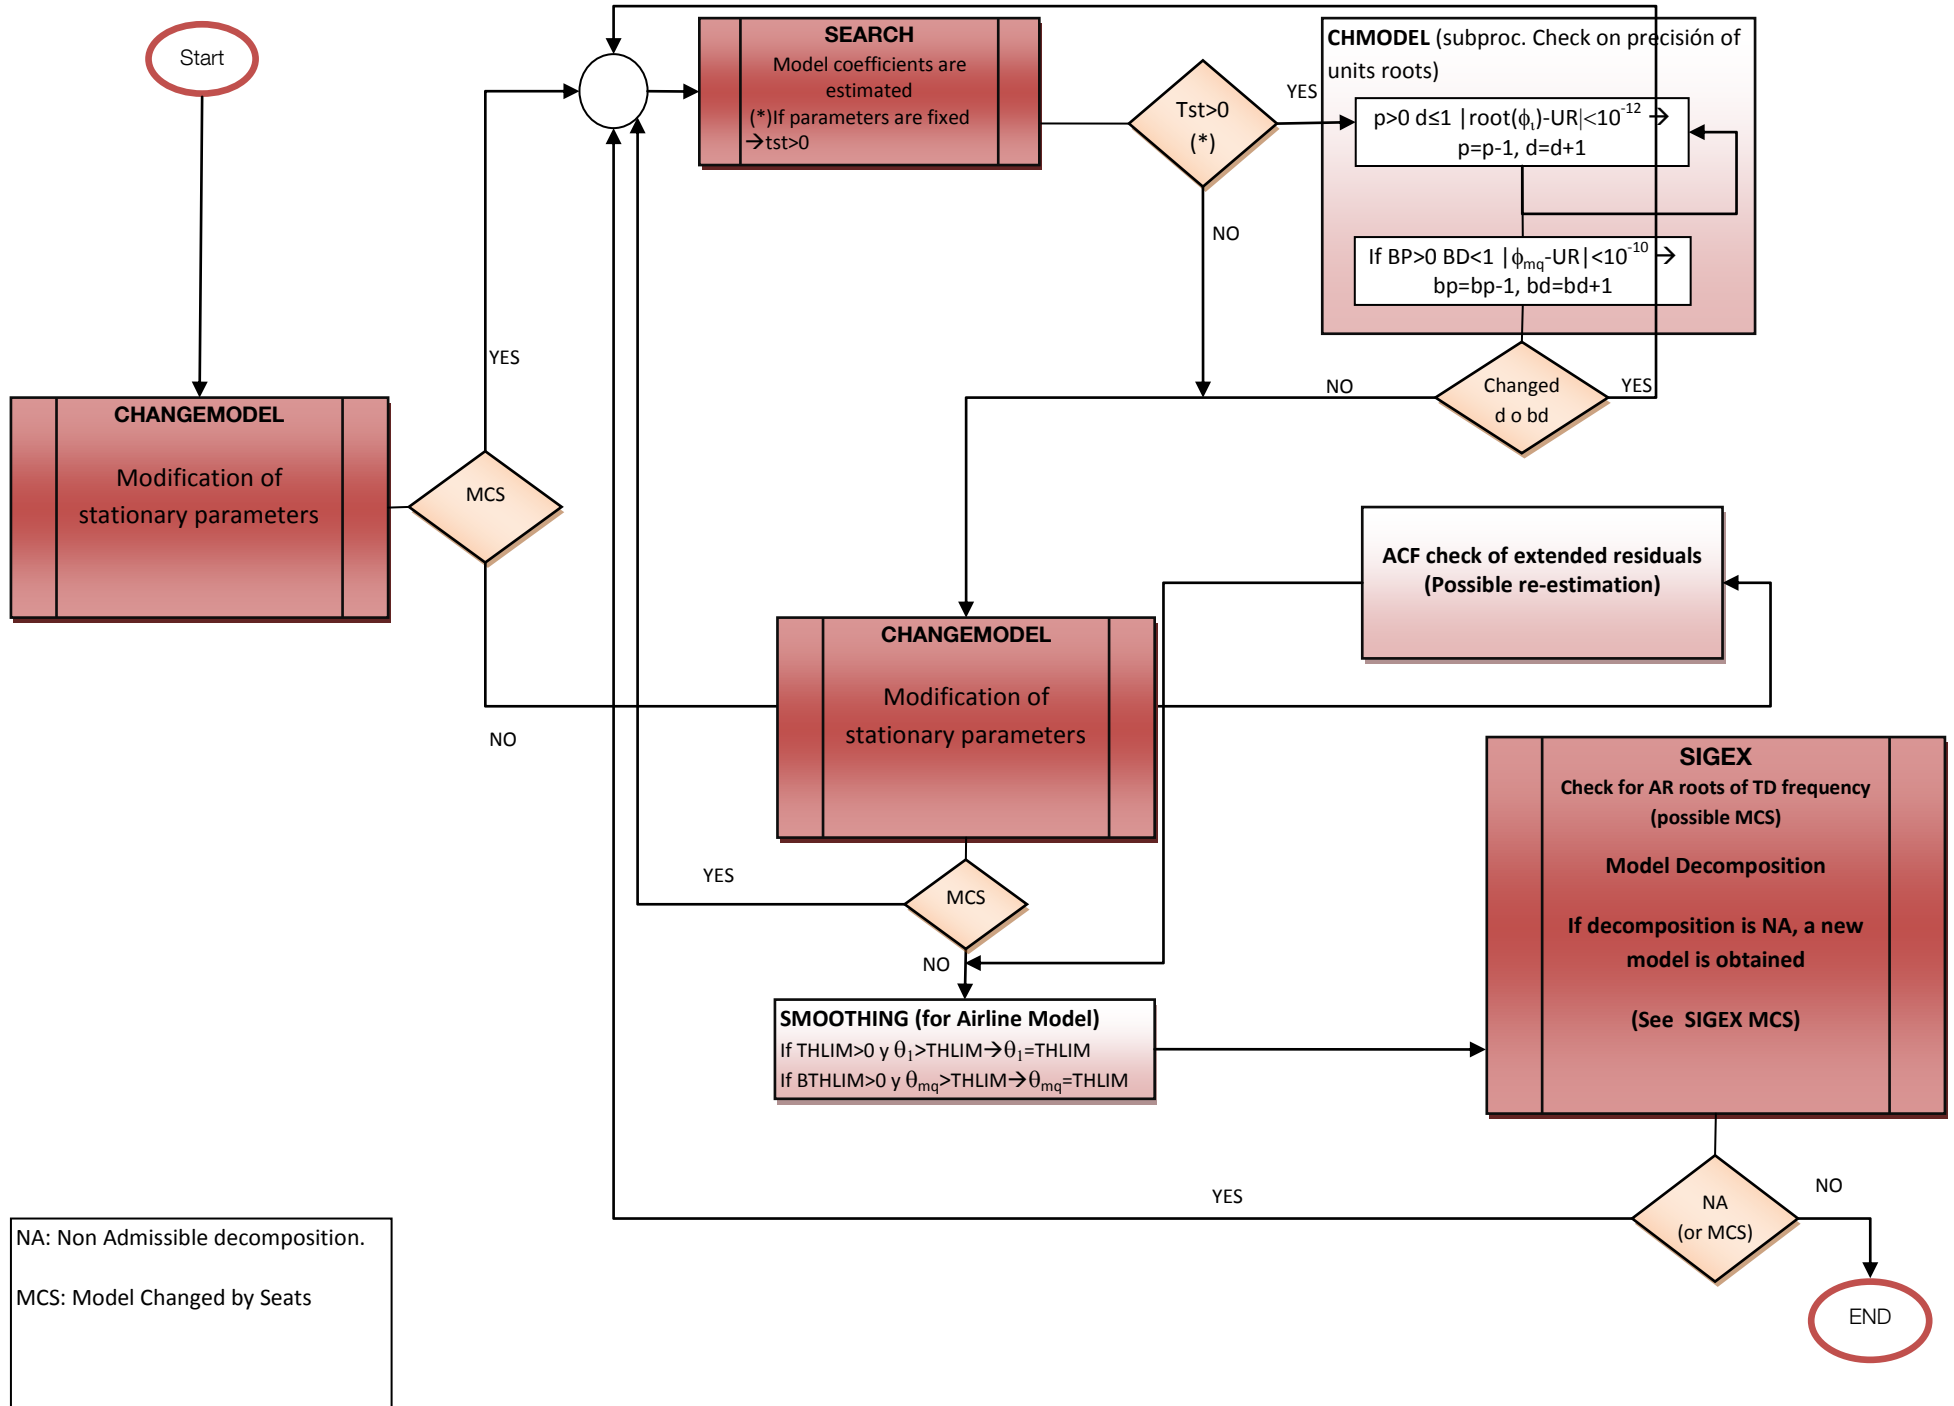 Start
CHANGEMODEL
Modification of
stationary parameters
MCS
YES
NO
SEARCH
Model coefficients are
estimated
(*)If parameters are fixed
→tst>0
Tst>0
(*)
YES
NO
CHMODEL (subproc. Check on precisión of
units roots)
p>0 d≤1 |root(ϕι)-UR|<10⁻¹² →
p=p-1, d=d+1
If BP>0 BD<1 |ϕmq-UR|<10⁻¹⁰ →
bp=bp-1, bd=bd+1
Changed
d o bd
NO
YES
CHANGEMODEL
Modification of
stationary parameters
ACF check of extended residuals
(Possible re-estimation)
MCS
YES
NO
SMOOTHING (for Airline Model)
If THLIM>0 y θ₁>THLIM→θ₁=THLIM
If BTHLIM>0 y θmq>THLIM→θmq=THLIM
SIGEX
Check for AR roots of TD frequency
(possible MCS)
Model Decomposition
If decomposition is NA, a new
model is obtained
(See  SIGEX MCS)
NA
(or MCS)
YES
NO
END
NA: Non Admissible decomposition.
MCS: Model Changed by Seats